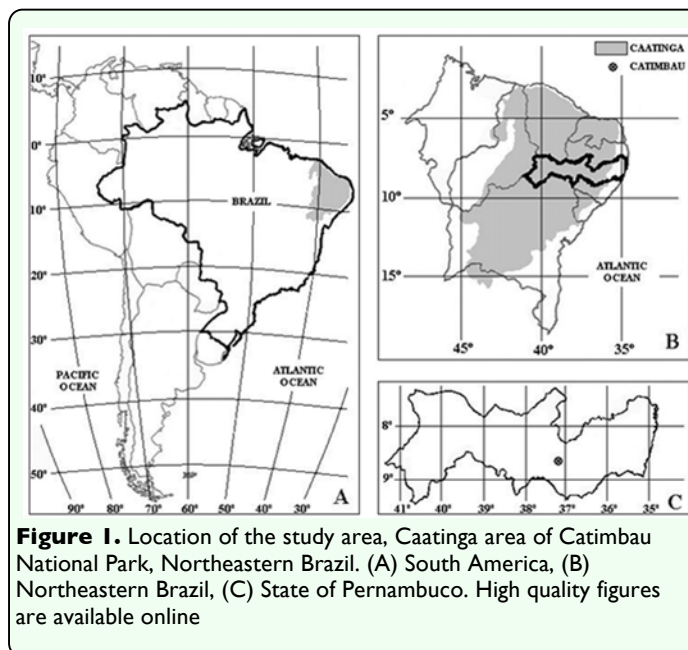 10°
0°
10°
20°
30°
40°
50°
BRAZIL
PACIFIC
OCEAN
ATLANTIC
OCEAN
90° 80° 70° 60° 40° 30°
A
CAATINGA
CATIMBAU
5°
10°
15°
ATLANTIC
OCEAN
B
45° 40° 35°
8°
9°
41° 40° 39° 38° 37° 36° 35°
C
Figure 1. Location of the study area, Caatinga area of Catimbau
National Park, Northeastern Brazil. (A) South America, (B)
Northeastern Brazil, (C) State of Pernambuco. High quality figures
are available online